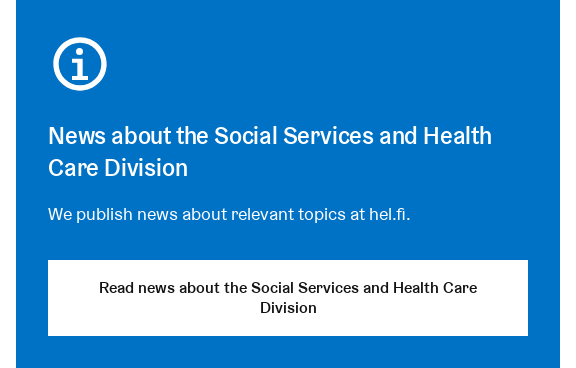 News about the Social Services and Health
Care Division
We publish news about relevant topics at hel.fi.
Read news about the Social Services and Health Care
Division